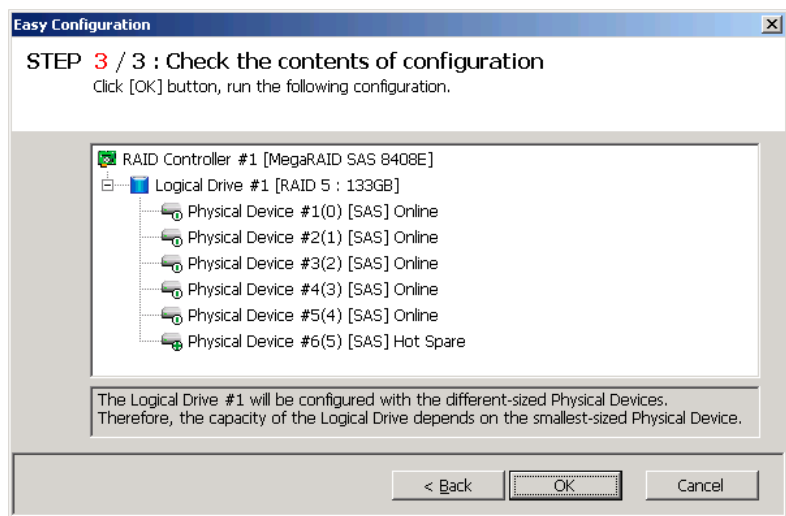 Easy Configuration
STEP 3 / 3 : Check the contents of configuration
Click [OK] button, run the following configuration.
RAID Controller #1 [MegaRAID SAS 8408E]
Logical Drive #1 [RAID 5 : 133GB]
Physical Device #1(0) [SAS] Online
Physical Device #2(1) [SAS] Online
Physical Device #3(2) [SAS] Online
Physical Device #4(3) [SAS] Online
Physical Device #5(4) [SAS] Online
Physical Device #6(5) [SAS] Hot Spare
The Logical Drive #1 will be configured with the different-sized Physical Devices.
Therefore, the capacity of the Logical Drive depends on the smallest-sized Physical Device.
< Back OK Cancel